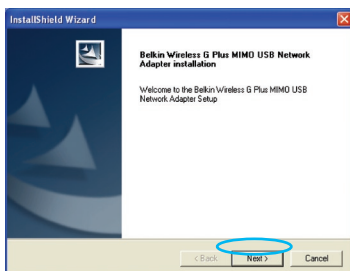 InstallShield Wizard
Belkin Wireless G Plus MIMO USB Network
Adapter installation
Welcome to the Belkin Wireless G Plus MIMO USB
Network Adapter Setup
< Back
Next >
Cancel